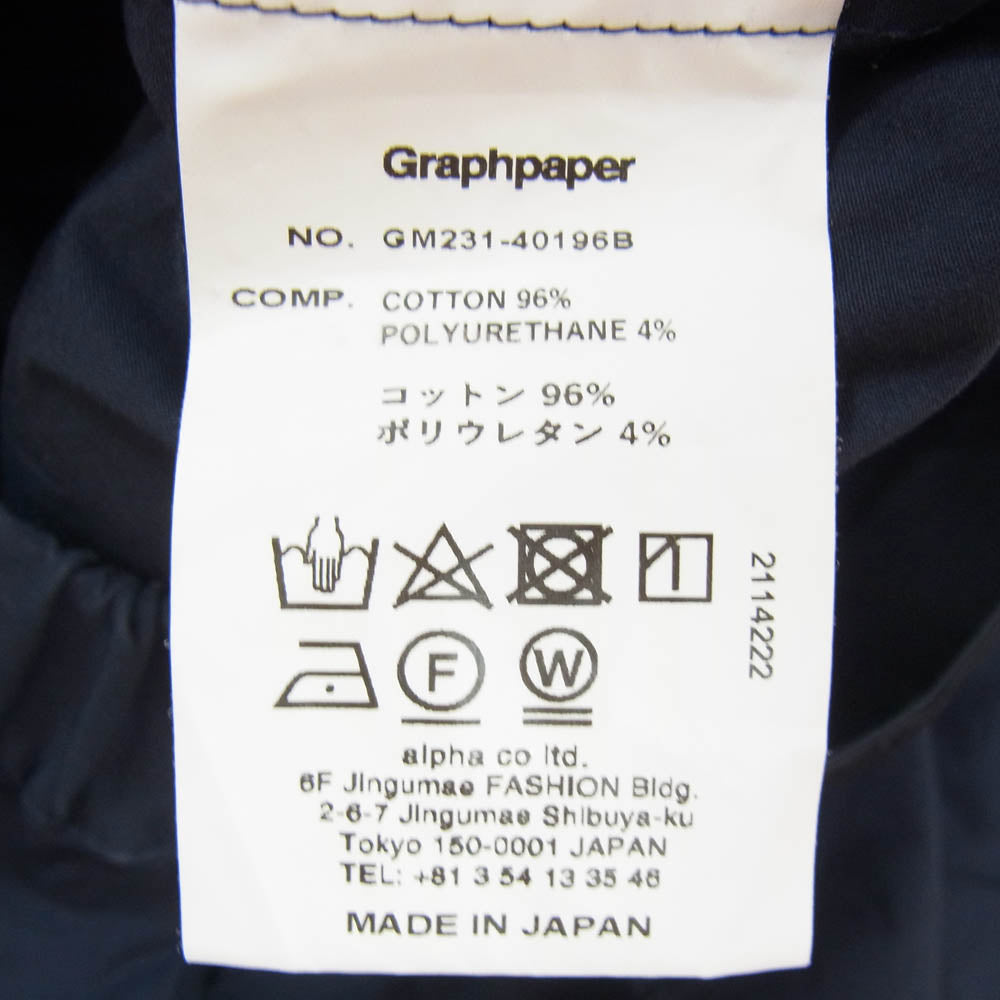 Graphpaper
NO. GM231-40196B
COMP. COTTON 96%
POLYURETHANE 4%
コットン 96%
ポリウレタン 4%
F
W
2114222
alpha co ltd.
6F Jingumae FASHION Bldg.
2-6-7 Jingumae Shibuya-ku
Tokyo 150-0001 JAPAN
TEL: +81 3 54 13 35 46
MADE IN JAPAN